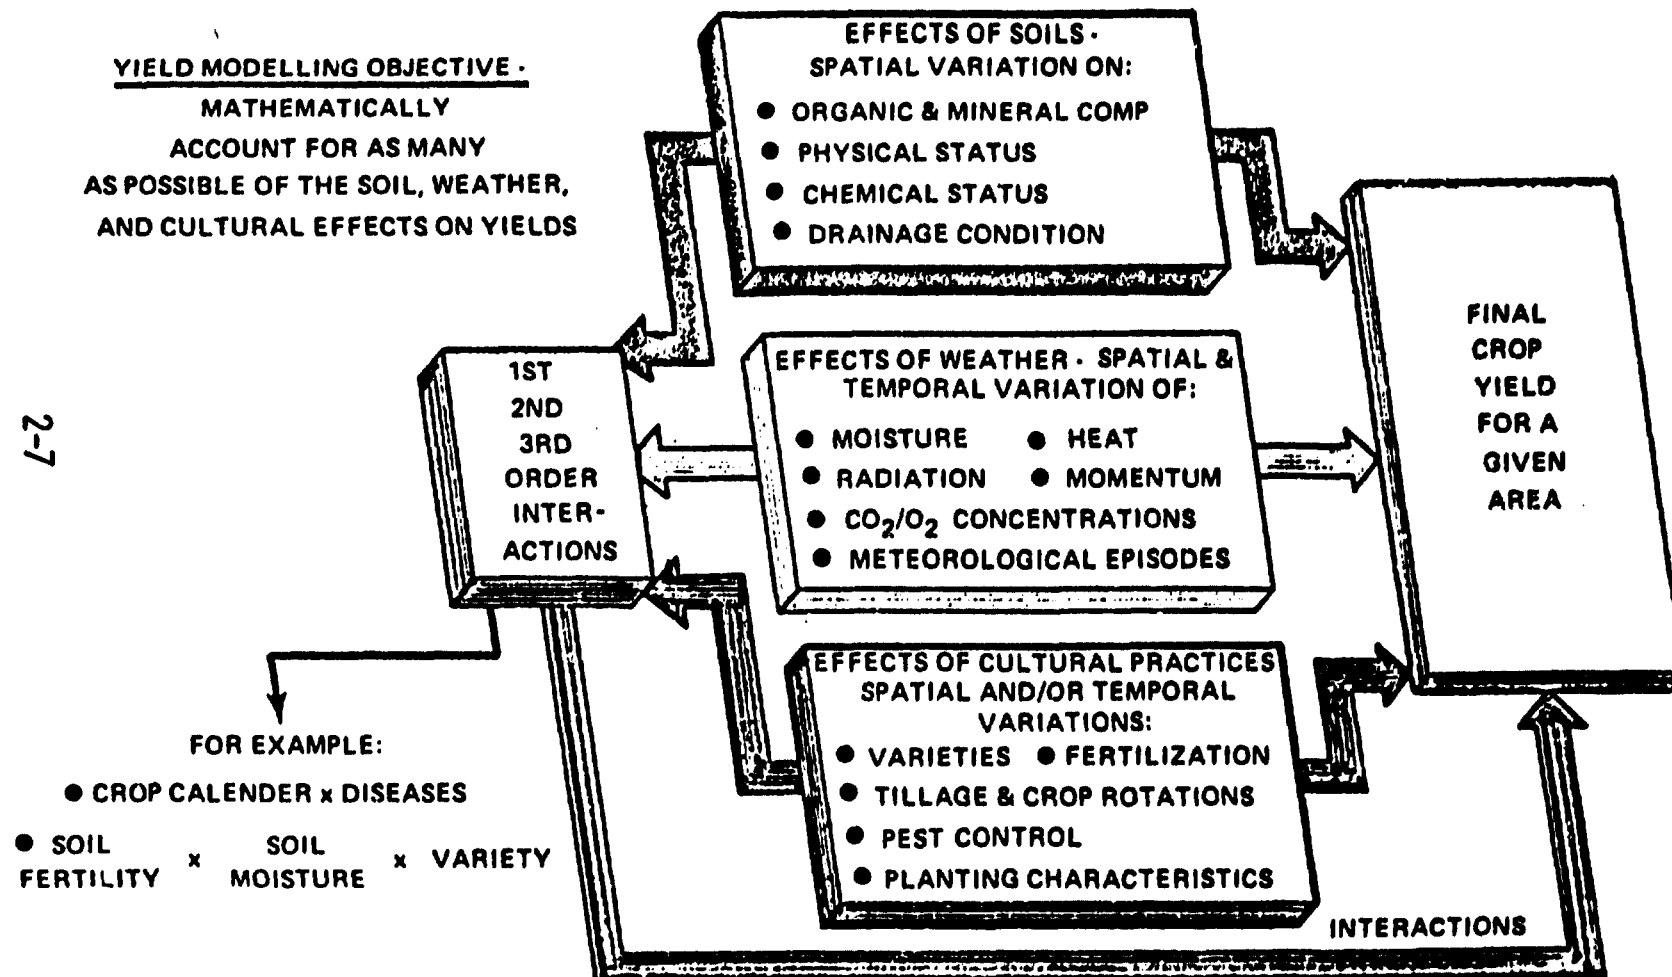 YIELD MODELLING OBJECTIVE -
MATHEMATICALLY
ACCOUNT FOR AS MANY
AS POSSIBLE OF THE SOIL, WEATHER,
AND CULTURAL EFFECTS ON YIELDS
EFFECTS OF SOILS -
SPATIAL VARIATION ON:
● ORGANIC & MINERAL COMP
● PHYSICAL STATUS
● CHEMICAL STATUS
● DRAINAGE CONDITION
1ST
2ND
3RD
ORDER
INTER-
ACTIONS
EFFECTS OF WEATHER - SPATIAL &
TEMPORAL VARIATION OF:
● MOISTURE ● HEAT
● RADIATION ● MOMENTUM
● CO₂/O₂ CONCENTRATIONS
● METEOROLOGICAL EPISODES
FINAL
CROP
YIELD
FOR A
GIVEN
AREA
EFFECTS OF CULTURAL PRACTICES
SPATIAL AND/OR TEMPORAL
VARIATIONS:
● VARIETIES ● FERTILIZATION
● TILLAGE & CROP ROTATIONS
● PEST CONTROL
● PLANTING CHARACTERISTICS
FOR EXAMPLE:
● CROP CALENDER x DISEASES
● SOIL FERTILITY x SOIL MOISTURE x VARIETY
INTERACTIONS
2-7